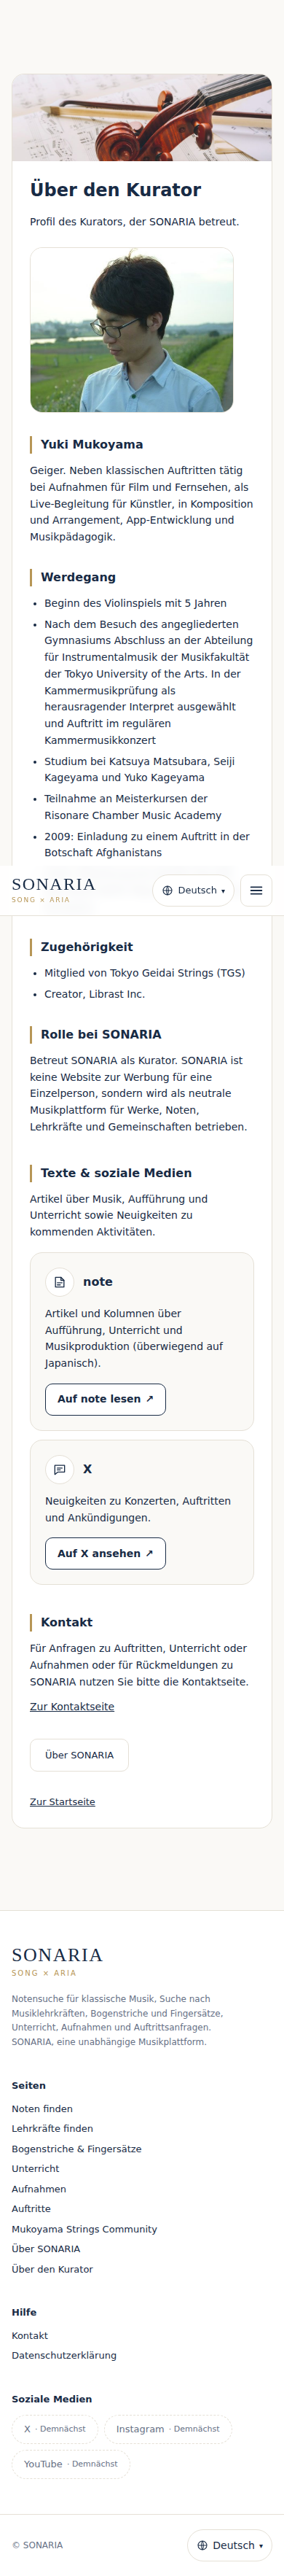 Über den Kurator
Profil des Kurators, der SONARIA betreut.
Yuki Mukoyama
Geiger. Neben klassischen Auftritten tätig
bei Aufnahmen für Film und Fernsehen, als
Live-Begleitung für Künstler, in Komposition
und Arrangement, App-Entwicklung und
Musikpädagogik.
Werdegang
• Beginn des Violinspiels mit 5 Jahren
• Nach dem Besuch des angegliederten
Gymnasiums Abschluss an der Abteilung
für Instrumentalmusik der Musikfakultät
der Tokyo University of the Arts. In der
Kammermusikprüfung als
herausragender Interpret ausgewählt
und Auftritt im regulären
Kammermusikkonzert
• Studium bei Katsuya Matsubara, Seiji
Kageyama und Yuko Kageyama
• Teilnahme an Meisterkursen der
Risonare Chamber Music Academy
• 2009: Einladung zu einem Auftritt in der
Botschaft Afghanistans
SONARIA
SONG × ARIA
Deutsch ▾
Zugehörigkeit
• Mitglied von Tokyo Geidai Strings (TGS)
• Creator, Librast Inc.
Rolle bei SONARIA
Betreut SONARIA als Kurator. SONARIA ist
keine Website zur Werbung für eine
Einzelperson, sondern wird als neutrale
Musikplattform für Werke, Noten,
Lehrkräfte und Gemeinschaften betrieben.
Texte & soziale Medien
Artikel über Musik, Aufführung und
Unterricht sowie Neuigkeiten zu
kommenden Aktivitäten.
note
Artikel und Kolumnen über
Aufführung, Unterricht und
Musikproduktion (überwiegend auf
Japanisch).
Auf note lesen ↗
X
Neuigkeiten zu Konzerten, Auftritten
und Ankündigungen.
Auf X ansehen ↗
Kontakt
Für Anfragen zu Auftritten, Unterricht oder
Aufnahmen oder für Rückmeldungen zu
SONARIA nutzen Sie bitte die Kontaktseite.
Zur Kontaktseite
Über SONARIA
Zur Startseite
SONARIA
SONG × ARIA
Notensuche für klassische Musik, Suche nach
Musiklehrkräften, Bogenstriche und Fingersätze,
Unterricht, Aufnahmen und Auftrittsanfragen.
SONARIA, eine unabhängige Musikplattform.
Seiten
Noten finden
Lehrkräfte finden
Bogenstriche & Fingersätze
Unterricht
Aufnahmen
Auftritte
Mukoyama Strings Community
Über SONARIA
Über den Kurator
Hilfe
Kontakt
Datenschutzerklärung
Soziale Medien
X · Demnächst
Instagram · Demnächst
YouTube · Demnächst
© SONARIA
Deutsch ▾